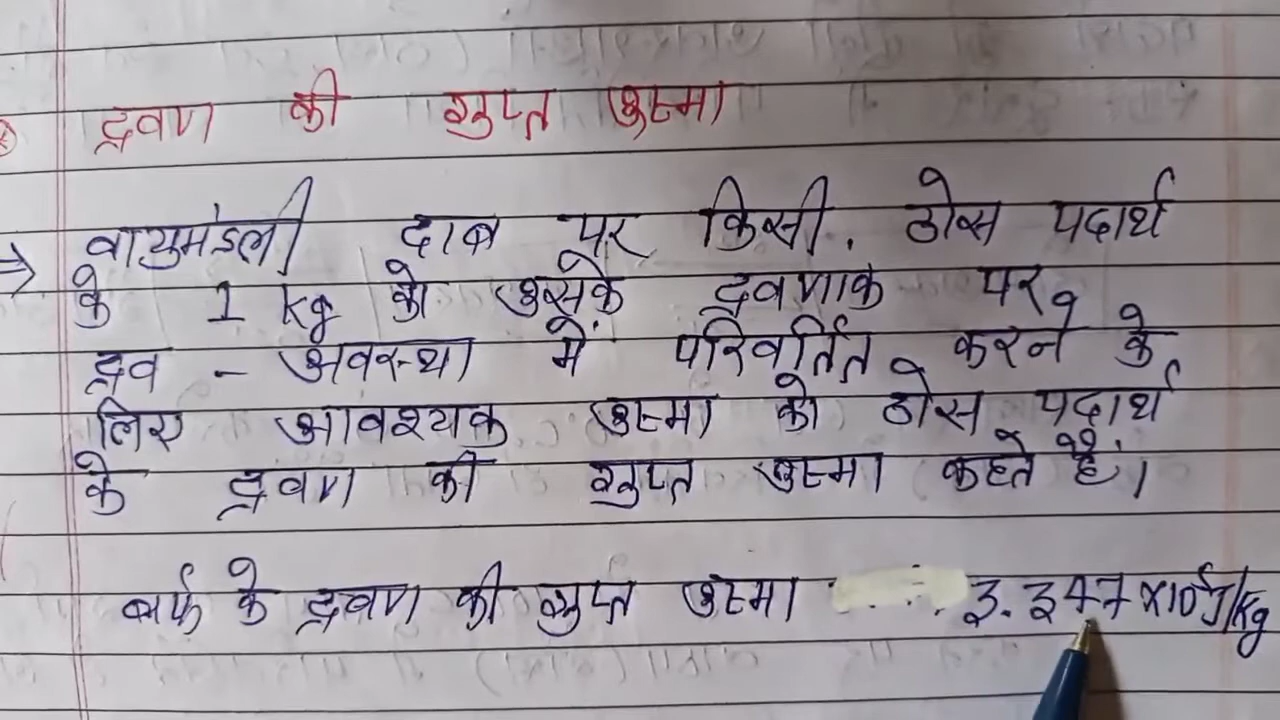 द्रवण की गुप्त ऊष्मा
⇒ वायुमंडली दाब पर किसी ठोस पदार्थ
के 1 kg को उसके द्रवणांक पर
द्रव - अवस्था में परिवर्तित करने के
लिए आवश्यक ऊष्मा को ठोस पदार्थ
के द्रवण की गुप्त ऊष्मा कहते है।
बर्फ के द्रवण की गुप्त ऊष्मा 3.347 ×10⁵J/kg